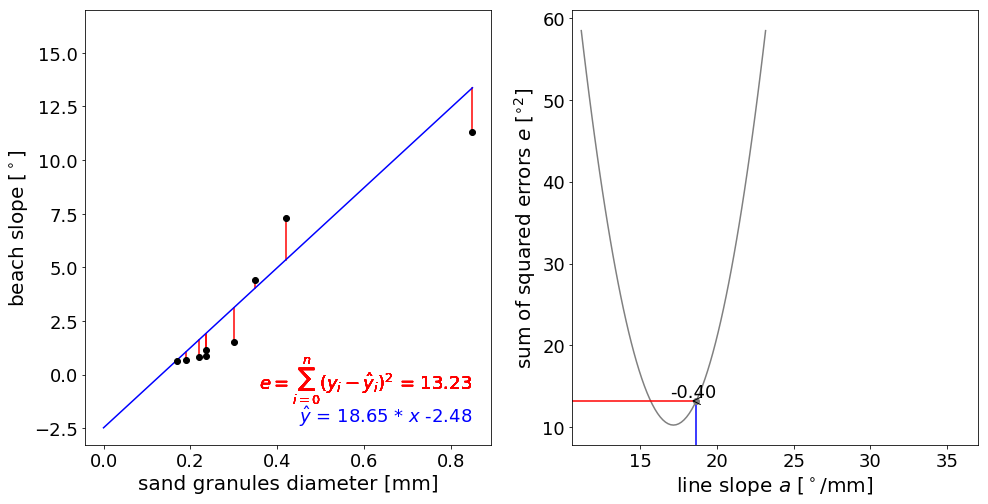 15.0
12.5
10.0
7.5
5.0
2.5
0.0
−2.5
beach slope [°]
e = ∑ⁿᵢ₌₀ (yᵢ − ŷᵢ)² = 13.23
ŷ = 18.65 * x -2.48
0.0 0.2 0.4 0.6 0.8
sand granules diameter [mm]
60
50
40
30
20
10
sum of squared errors e [°²]
-0.40
15 20 25 30 35
line slope a [°/mm]